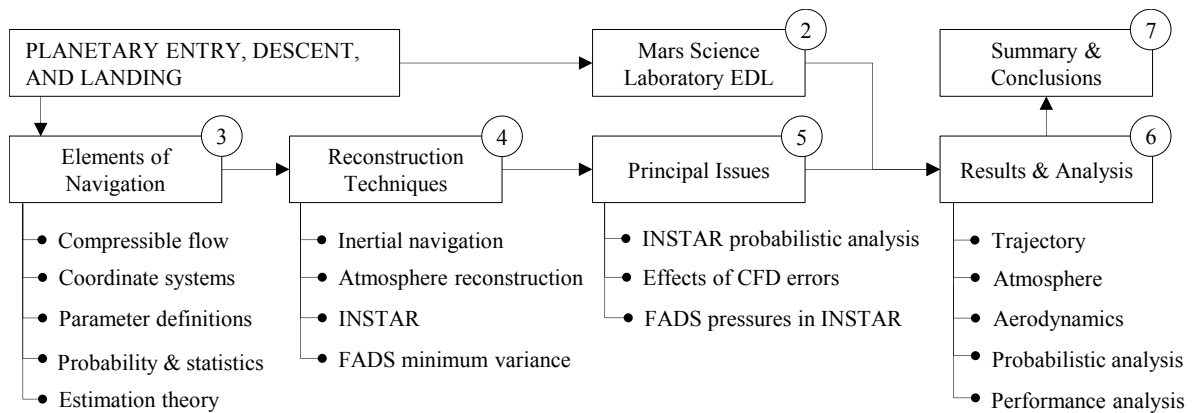 PLANETARY ENTRY, DESCENT,
AND LANDING
2
Mars Science
Laboratory EDL
7
Summary &
Conclusions
3
Elements of
Navigation
Compressible flow
Coordinate systems
Parameter definitions
Probability & statistics
Estimation theory
4
Reconstruction
Techniques
Inertial navigation
Atmosphere reconstruction
INSTAR
FADS minimum variance
5
Principal Issues
INSTAR probabilistic analysis
Effects of CFD errors
FADS pressures in INSTAR
6
Results & Analysis
Trajectory
Atmosphere
Aerodynamics
Probabilistic analysis
Performance analysis